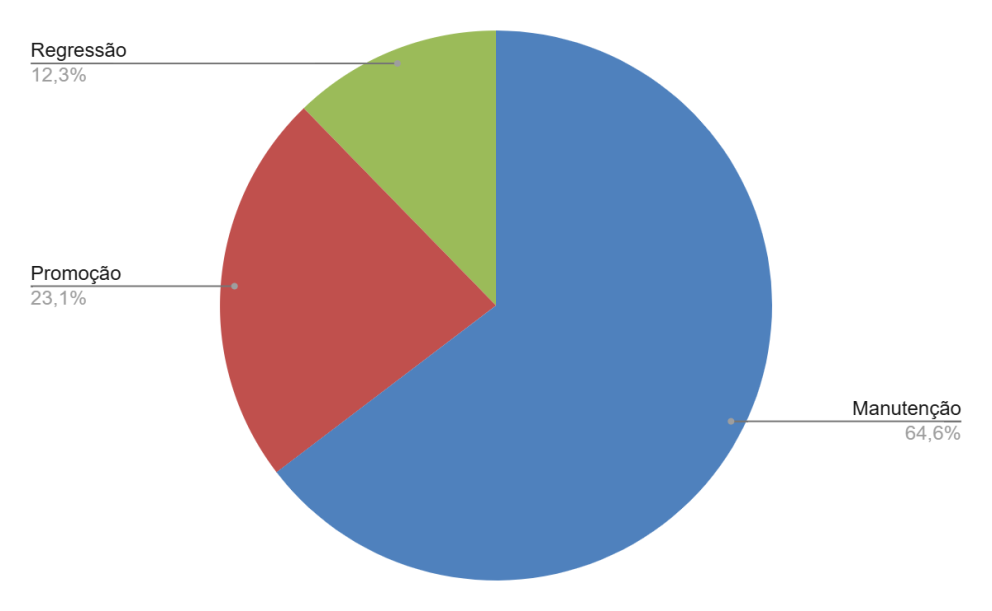 Regressão
12,3%
Promoção
23,1%
Manutenção
64,6%